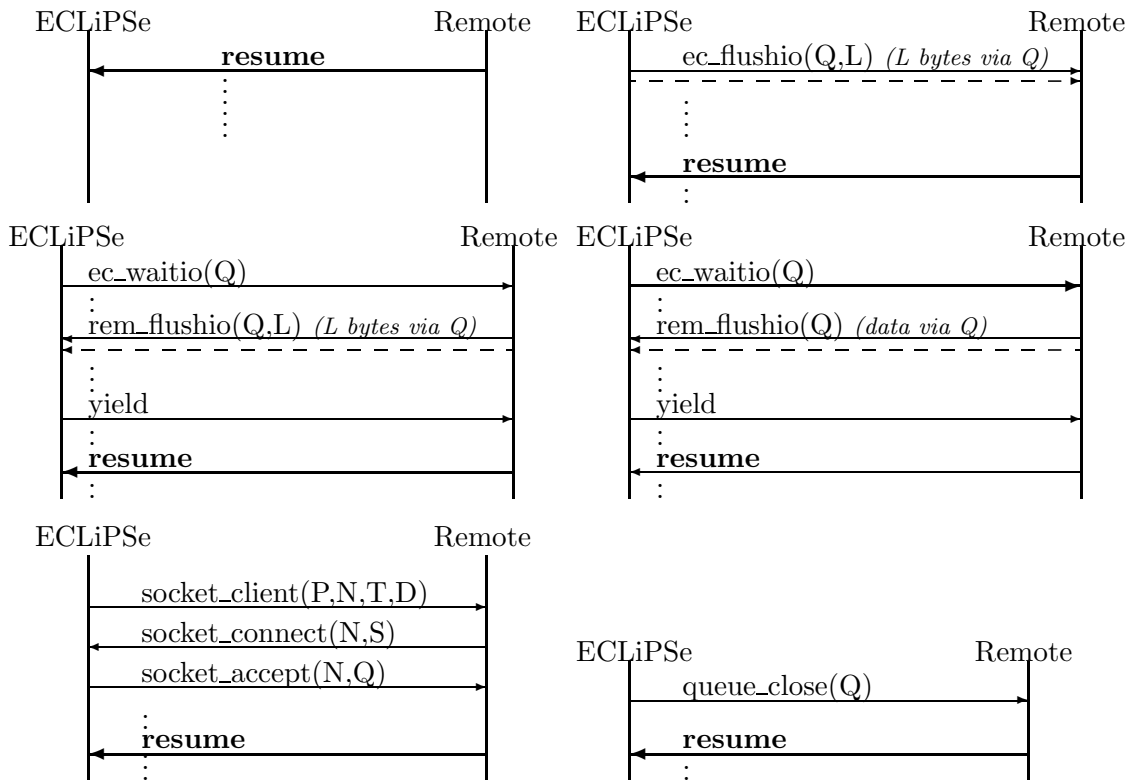 ECLiPSe Remote
resume
ECLiPSe Remote
ec_flushio(Q,L) (L bytes via Q)
resume
ECLiPSe Remote
ec_waitio(Q)
rem_flushio(Q,L) (L bytes via Q)
yield
resume
ECLiPSe Remote
ec_waitio(Q)
rem_flushio(Q) (data via Q)
yield
resume
ECLiPSe Remote
socket_client(P,N,T,D)
socket_connect(N,S)
socket_accept(N,Q)
resume
ECLiPSe Remote
queue_close(Q)
resume